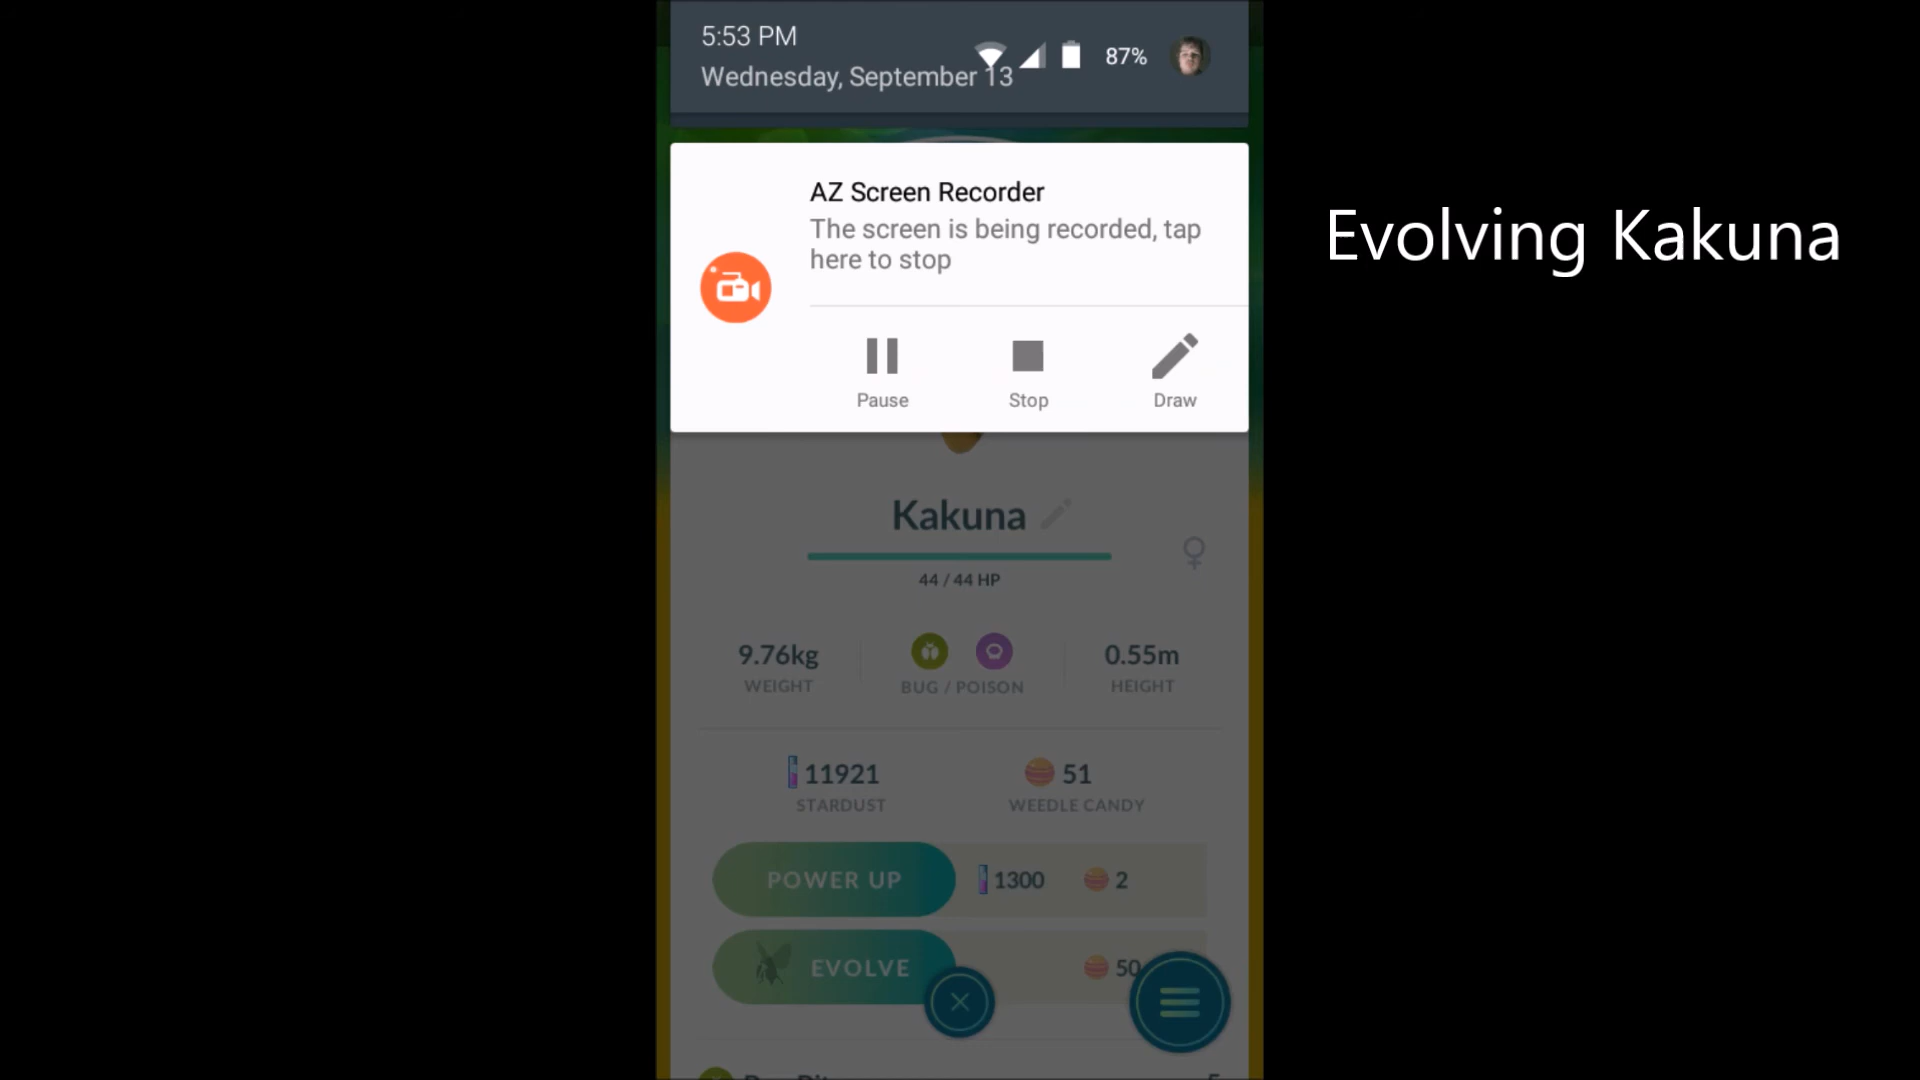 5:53 PM
87%
Wednesday, September 13
AZ Screen Recorder
The screen is being recorded, tap
here to stop
Pause
Stop
Draw
Evolving Kakuna
Kakuna
44 / 44 HP
9.76kg
WEIGHT
BUG / POISON
0.55m
HEIGHT
11921
STARDUST
51
WEEDLE CANDY
POWER UP
1300
2
EVOLVE
50